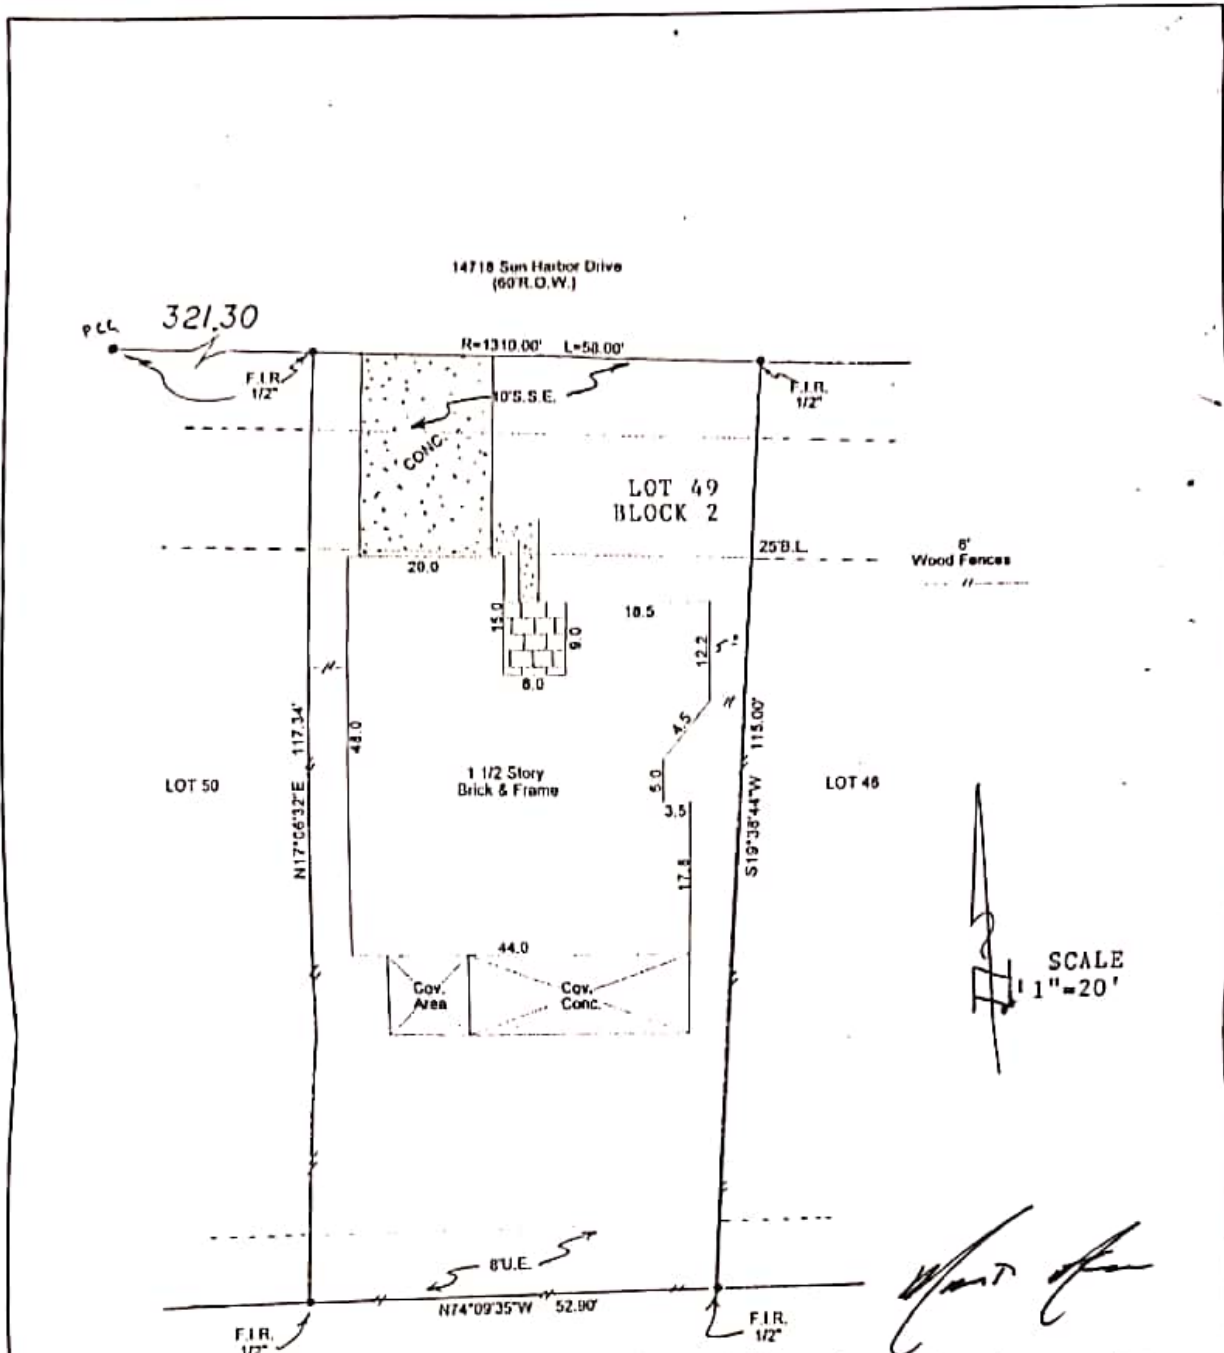 14718 Sun Harbor Drive
(60'R.O.W.)
321.30
R=1310.00' L=58.00'
F.I.R.
1/2"
10'S.S.E.
F.I.R.
1/2"
CONC.
LOT 49
BLOCK 2
25'B.L.
6'
Wood Fences
20.0
15.0
9.0
6.0
18.5
12.2
4.5
5.0
3.5
17.8
48.0
1 1/2 Story
Brick & Frame
LOT 50
N17°06'32"E 117.34'
S19°38'44"W 115.00'
LOT 48
44.0
Cov.
Area
Cov.
Conc.
SCALE
1"=20'
8'U.E.
N74°09'35"W 52.90'
F.I.R.
1/2"
F.I.R.
1/2"